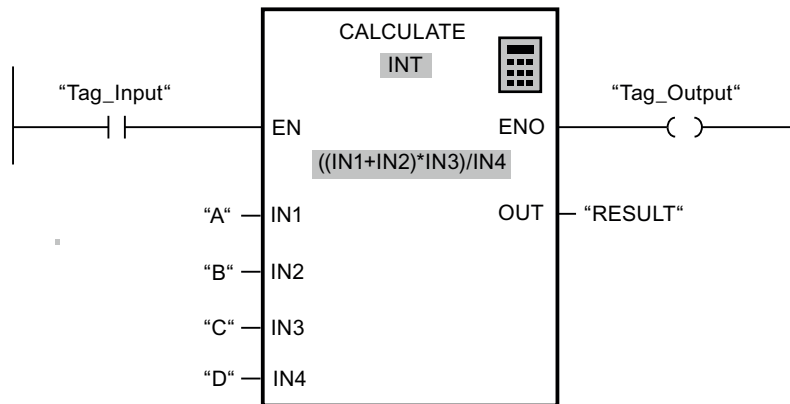 CALCULATE
INT
“Tag_Input“
“Tag_Output“
EN
ENO
((IN1+IN2)*IN3)/IN4
“A“
IN1
OUT
“RESULT“
“B“
IN2
“C“
IN3
“D“
IN4